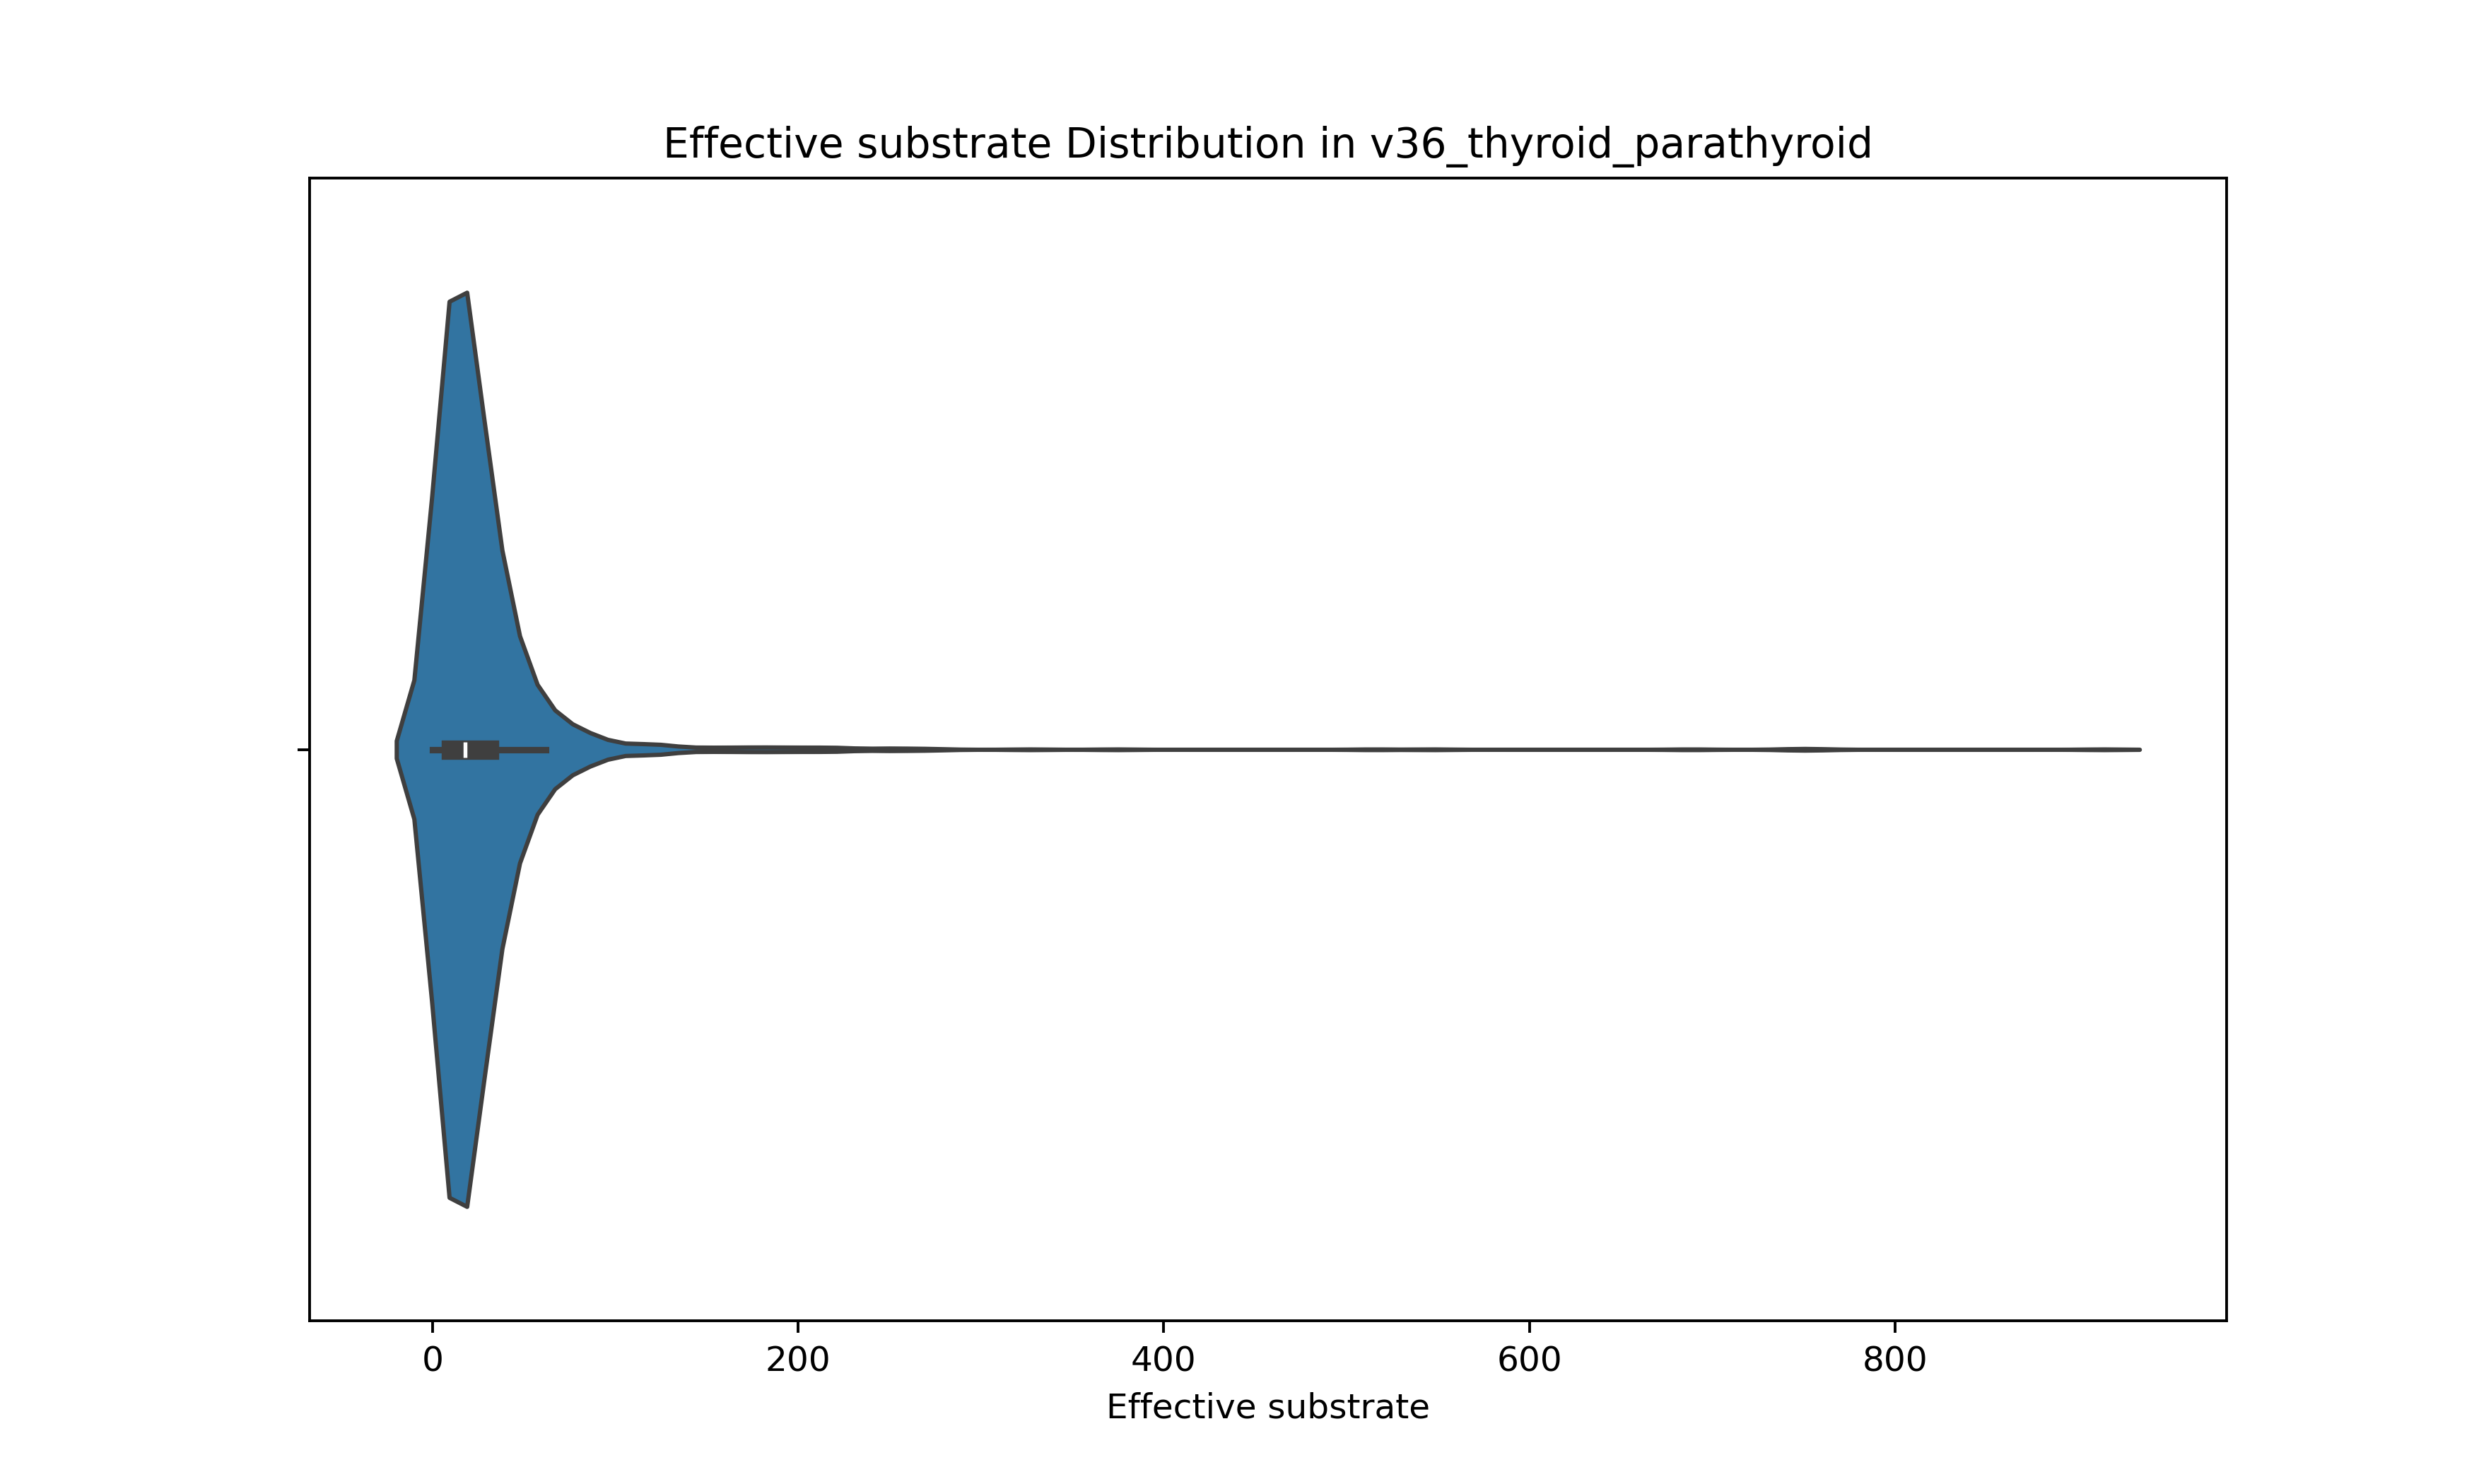 Effective substrate Distribution in v36_thyroid_parathyroid
0 200 400 600 800
Effective substrate